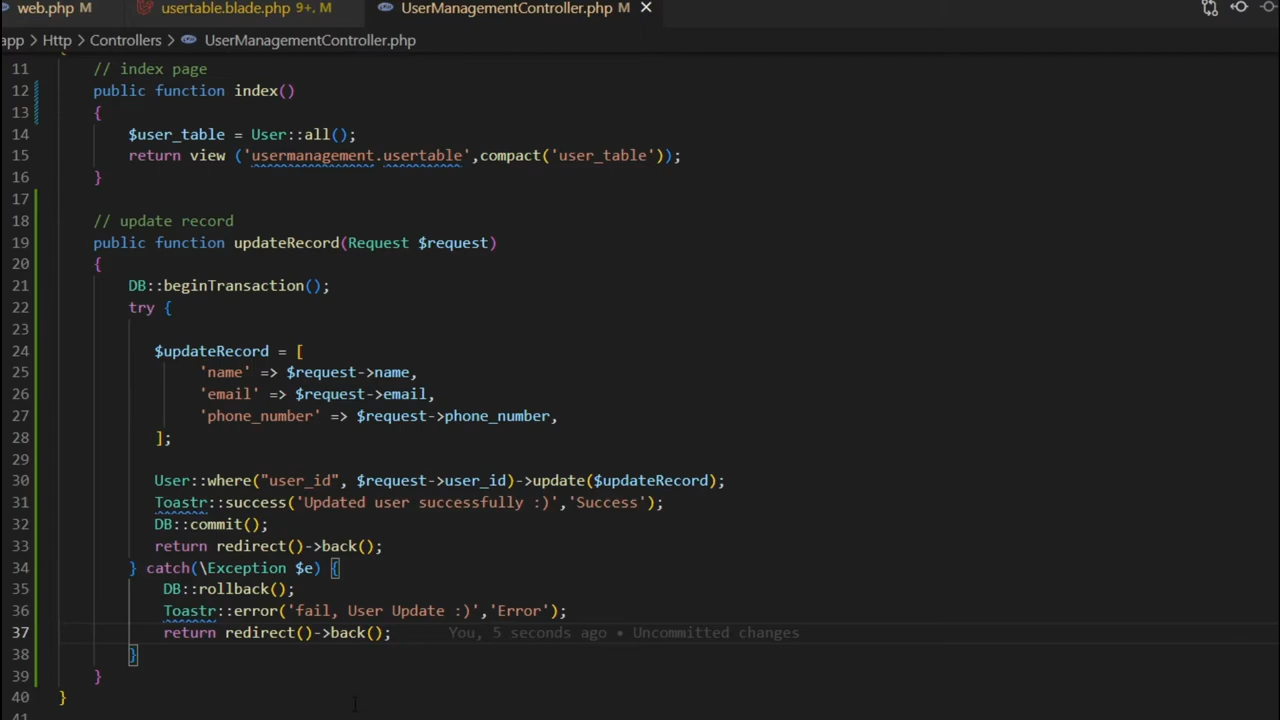 web.php M usertable.blade.php 9+, M UserManagementController.php M
app > Http > Controllers > UserManagementController.php
11 // index page
12 public function index()
13 {
14 $user_table = User::all();
15 return view ('usermanagement.usertable',compact('user_table'));
16 }
17
18 // update record
19 public function updateRecord(Request $request)
20 {
21 DB::beginTransaction();
22 try {
23
24 $updateRecord = [
25 'name' => $request->name,
26 'email' => $request->email,
27 'phone_number' => $request->phone_number,
28 ];
29
30 User::where("user_id", $request->user_id)->update($updateRecord);
31 Toastr::success('Updated user successfully :)','Success');
32 DB::commit();
33 return redirect()->back();
34 } catch(\Exception $e) {
35 DB::rollback();
36 Toastr::error('fail, User Update :)','Error');
37 return redirect()->back(); You, 5 seconds ago • Uncommitted changes
38 }
39 }
40 }
41